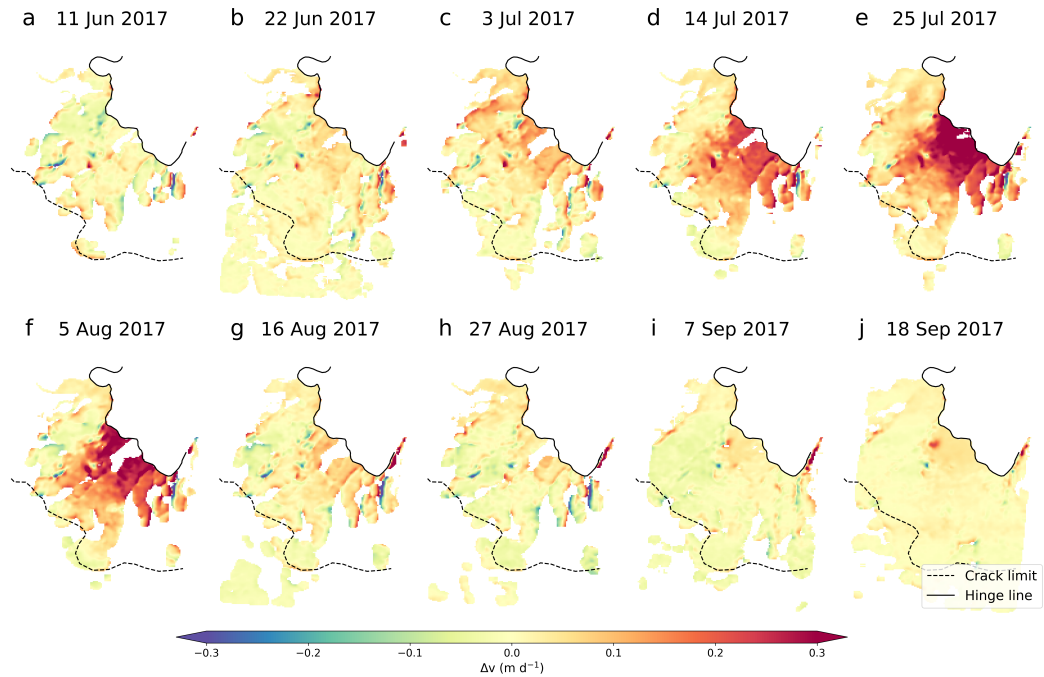 a 11 Jun 2017
b 22 Jun 2017
c 3 Jul 2017
d 14 Jul 2017
e 25 Jul 2017
f 5 Aug 2017
g 16 Aug 2017
h 27 Aug 2017
i 7 Sep 2017
j 18 Sep 2017
Crack limit
Hinge line
−0.3 −0.2 −0.1 0.0 0.1 0.2 0.3
Δv (m d⁻¹)